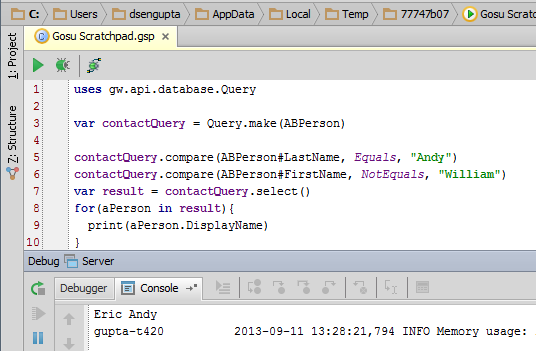 C: Users dsengupta AppData Local Temp 77747b07 Gosu Scratc
Gosu Scratchpad.gsp
1: Project
Z: Structure
1 uses gw.api.database.Query
2
3 var contactQuery = Query.make(ABPerson)
4
5 contactQuery.compare(ABPerson#LastName, Equals, "Andy")
6 contactQuery.compare(ABPerson#FirstName, NotEquals, "William")
7 var result = contactQuery.select()
8 for(aPerson in result){
9 print(aPerson.DisplayName)
10 }
Debug Server
Debugger Console
Eric Andy
gupta-t420 2013-09-11 13:28:21,794 INFO Memory usage: